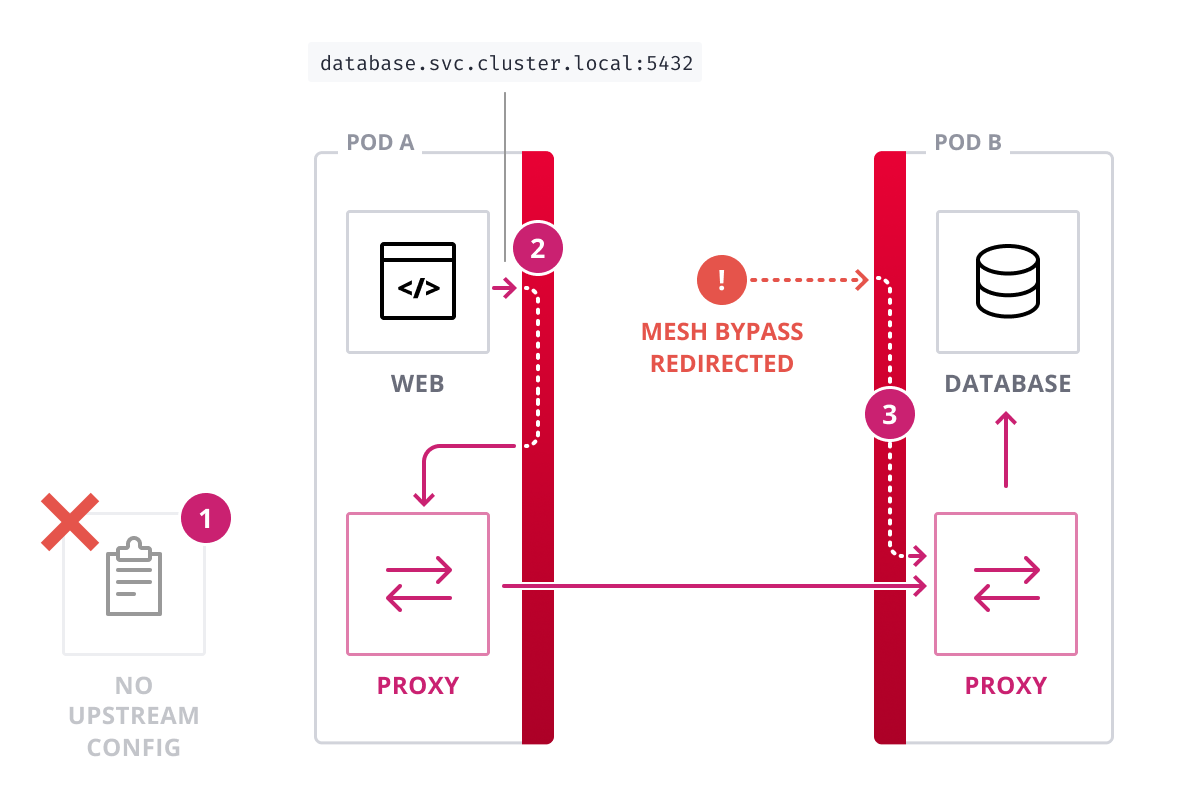 database.svc.cluster.local:5432
POD A
POD B
2
</>
!
MESH BYPASS
REDIRECTED
WEB
DATABASE
3
1
NO
UPSTREAM
CONFIG
PROXY
PROXY